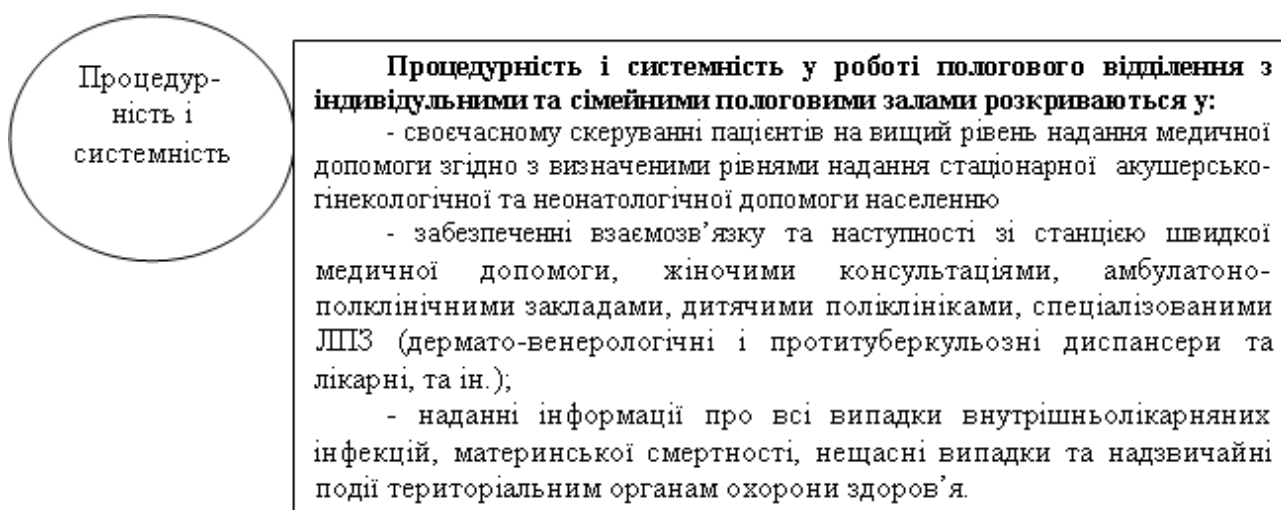 Процедур-
ність і
системність
Процедурність і системність у роботі пологового відділення з
індивідульними та сімейними пологовими залами розкриваються у:
- своєчасному скеруванні пацієнтів на вищий рівень надання медичної
допомоги згідно з визначеними рівнями надання стаціонарної акушерсько-
гінекологічної та неонатологічної допомоги населенню
- забезпеченні взаємозв’язку та наступності зі станцією швидкої
медичної допомоги, жіночими консультаціями, амбулатоно-
полклінічними закладами, дитячими поліклініками, спеціалізованими
ЛПЗ (дермато-венерологічні і протитуберкульозні диспансери та
лікарні, та ін.);
- наданні інформації про всі випадки внутрішньолікарняних
інфекцій, материнської смертності, нещасні випадки та надзвичайні
події територіальним органам охорони здоров’я.